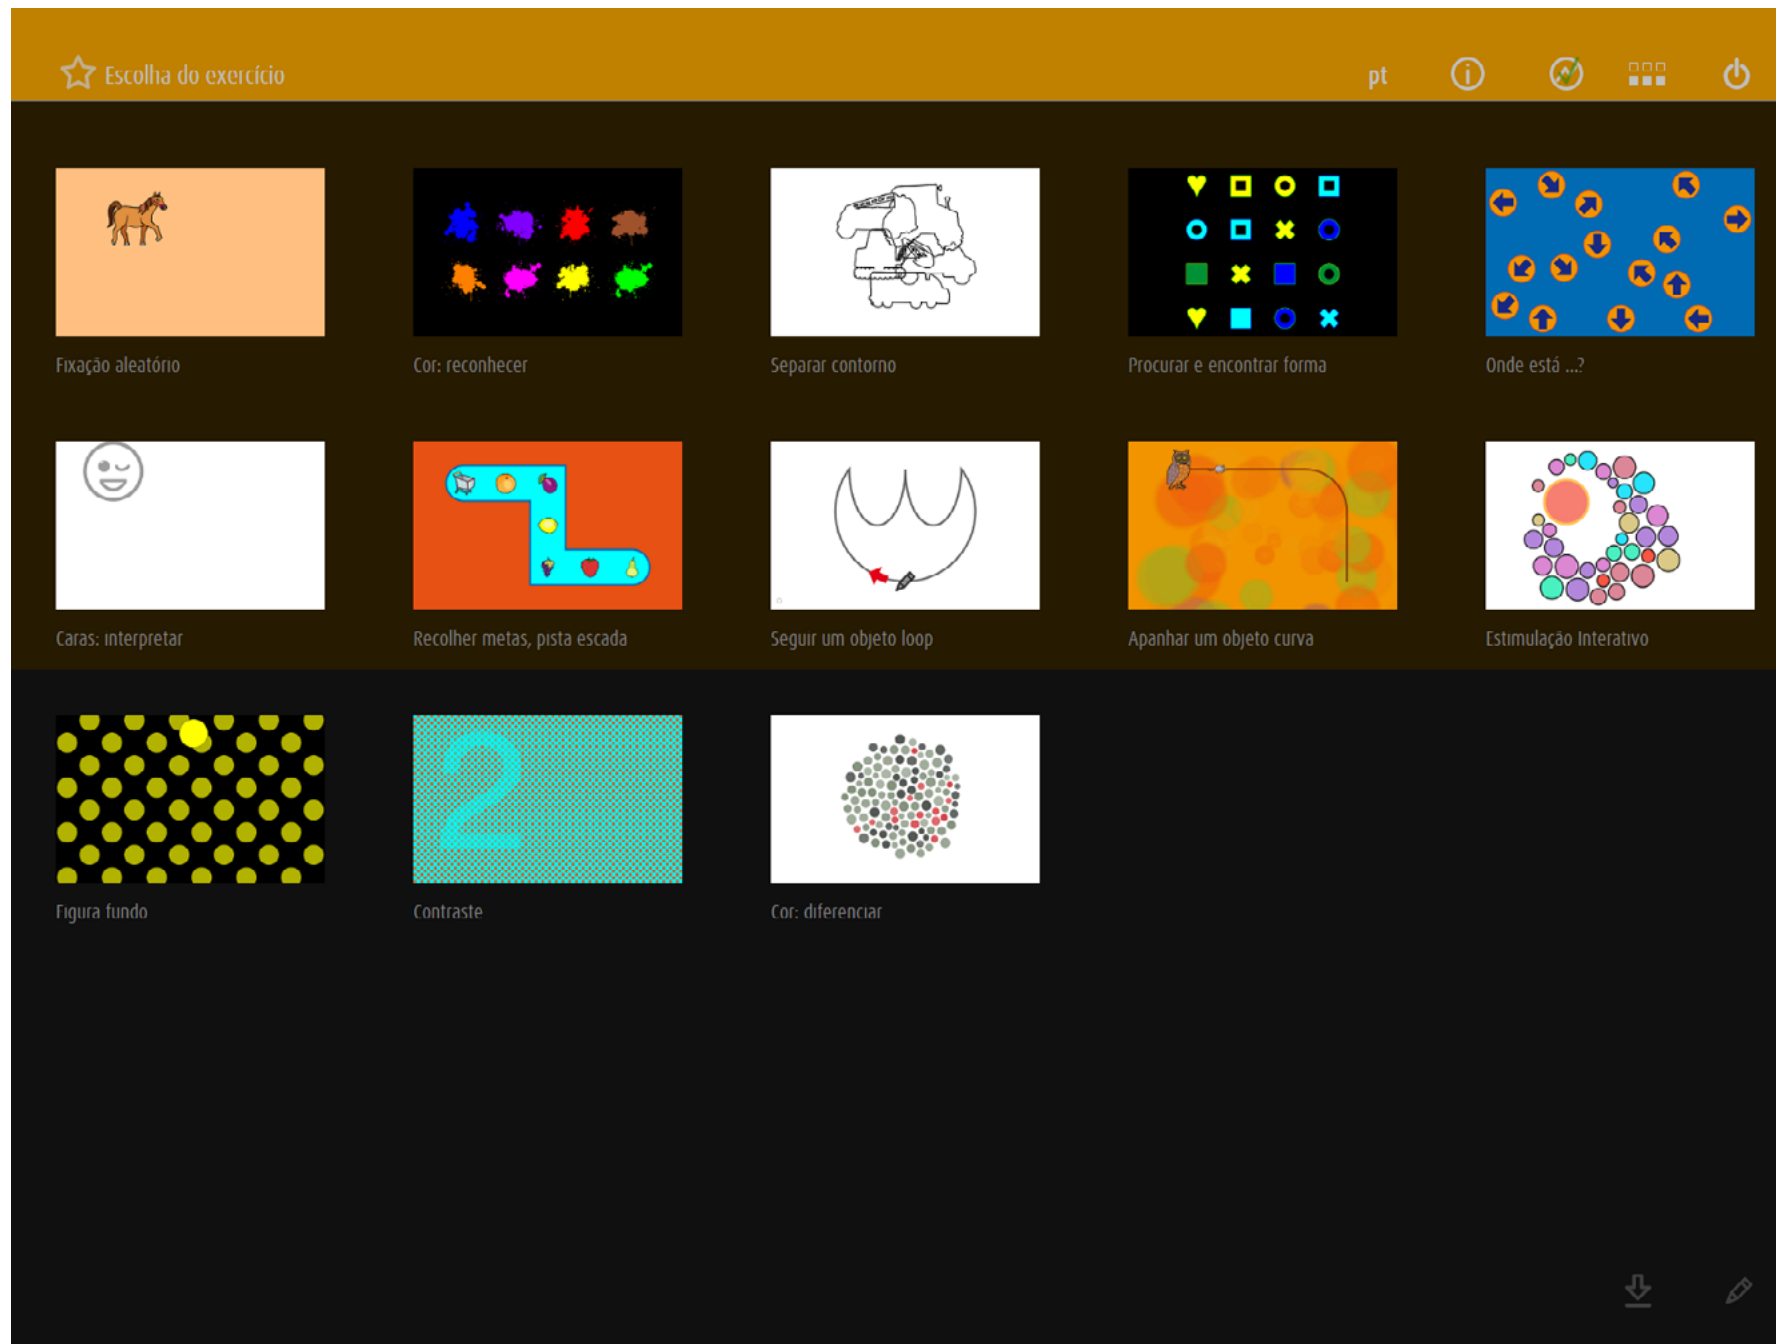 Escolha do exercício
pt
Fixação aleatório
Cor: reconhecer
Separar contorno
Procurar e encontrar forma
Onde está ...?
Caras: interpretar
Recolher metas, pista escada
Seguir um objeto loop
Apanhar um objeto curva
Estimulação Interativo
2
Figura fundo
Contraste
Cor: diferenciar